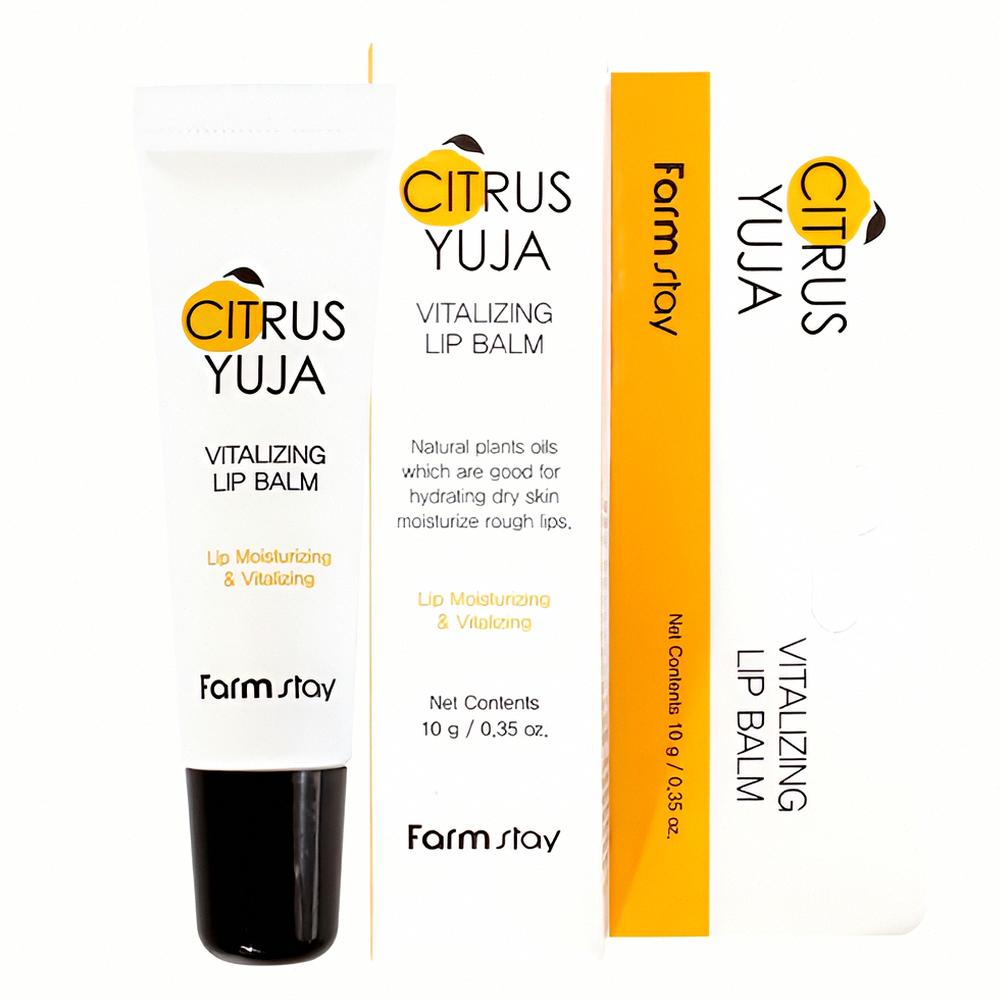 CITRUS
YUJA
VITALIZING
LIP BALM
Lip Moisturizing
& Vitalizing
Farm stay
CITRUS
YUJA
VITALIZING
LIP BALM
Natural plants oils
which are good for
hydrating dry skin
moisturize rough lips.
Lip Moisturizing
& Vitalizing
Net Contents
10 g / 0.35 oz.
Farm stay
Farm stay
Net Contents 10 g / 0.35 oz.
CITRUS
YUJA
VITALIZING
LIP BALM